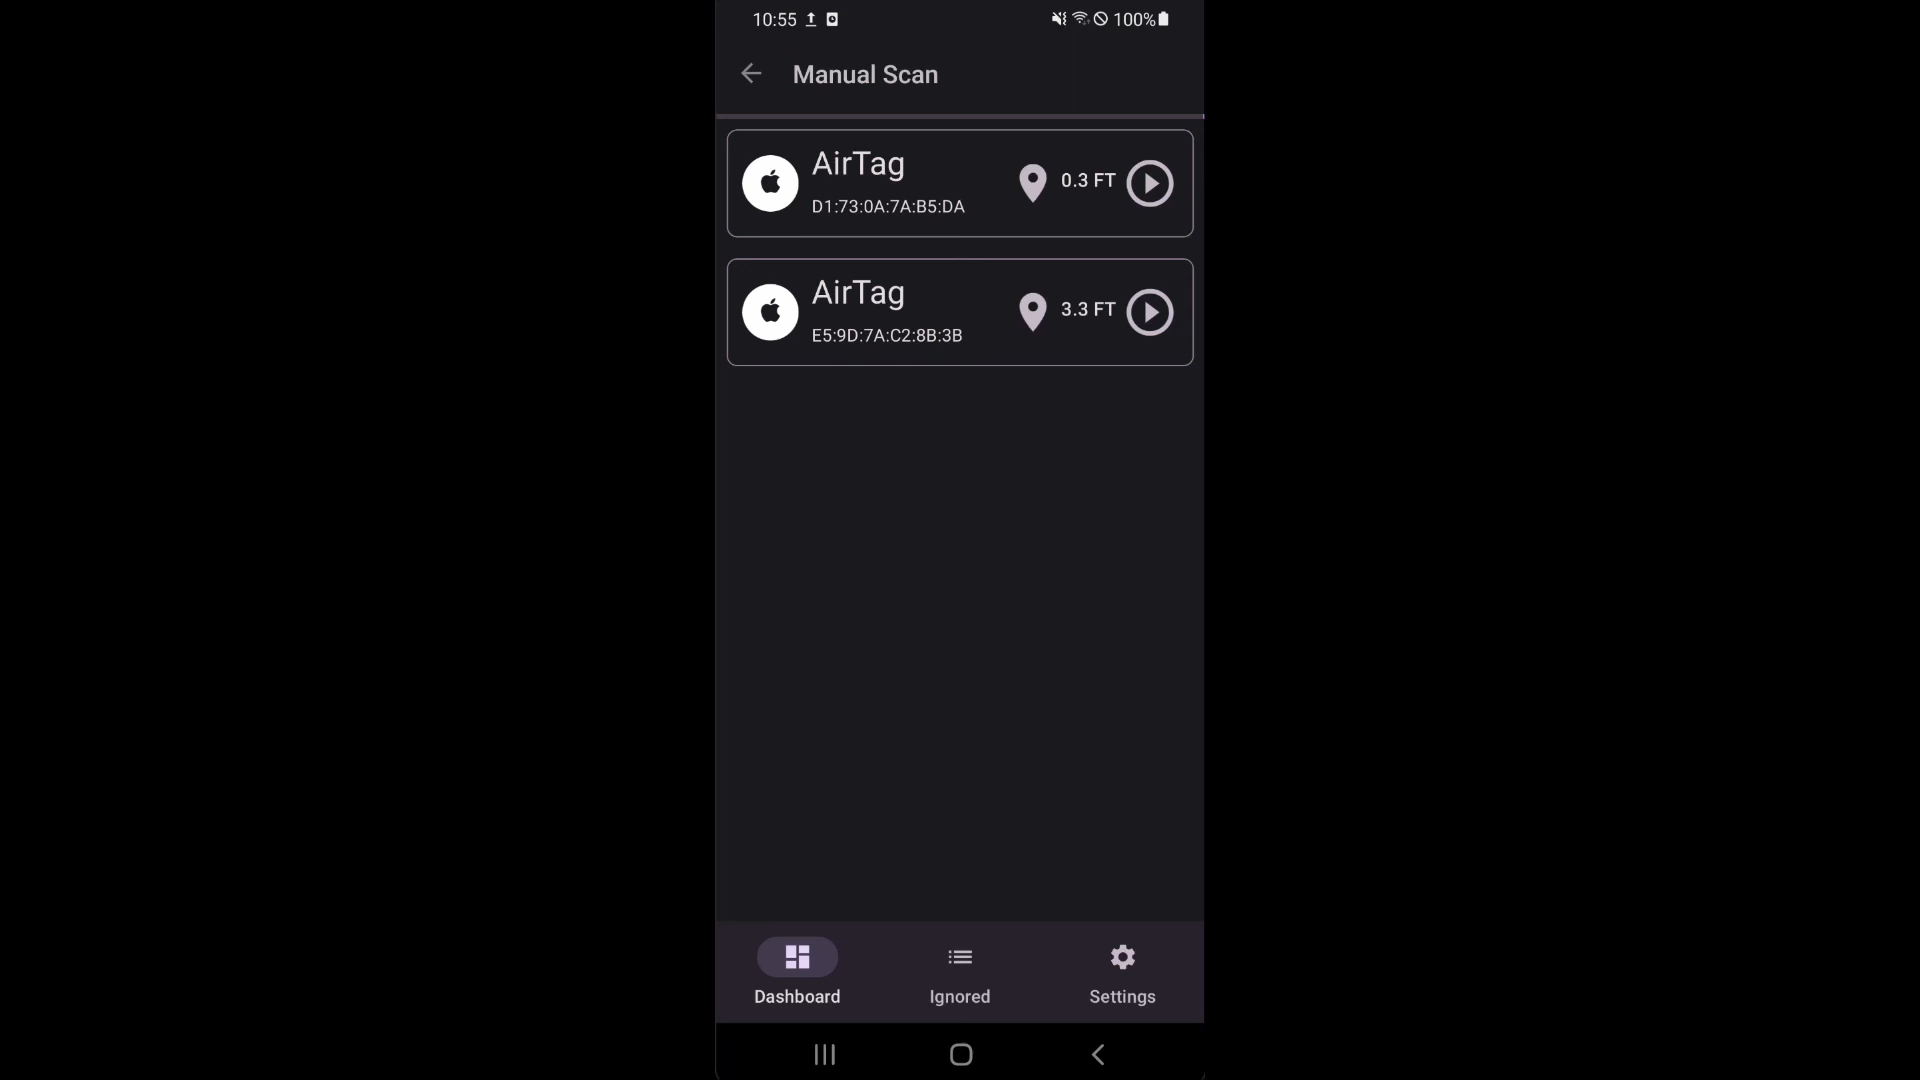 10:55 100%
Manual Scan
AirTag
D1:73:0A:7A:B5:DA
0.3 FT
AirTag
E5:9D:7A:C2:8B:3B
3.3 FT
Dashboard Ignored Settings